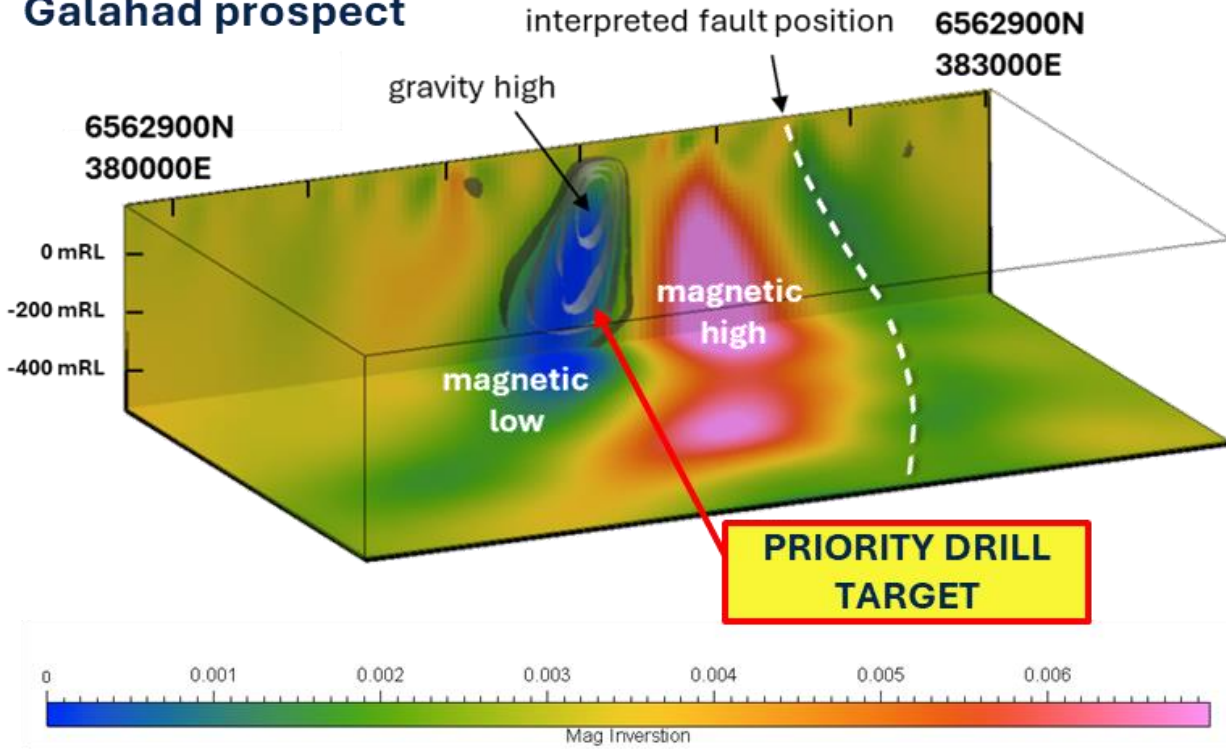 Galahad prospect
interpreted fault position
6562900N
383000E
gravity high
6562900N
380000E
0 mRL
-200 mRL
-400 mRL
magnetic
high
magnetic
low
PRIORITY DRILL
TARGET
0 0.001 0.002 0.003 0.004 0.005 0.006
Mag Inverstion